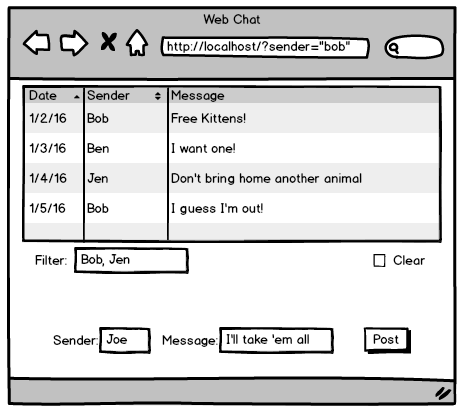 Web Chat
http://localhost/?sender="bob"
Date Sender Message
1/2/16 Bob Free Kittens!
1/3/16 Ben I want one!
1/4/16 Jen Don't bring home another animal
1/5/16 Bob I guess I'm out!
Filter: Bob, Jen Clear
Sender: Joe Message: I'll take 'em all Post